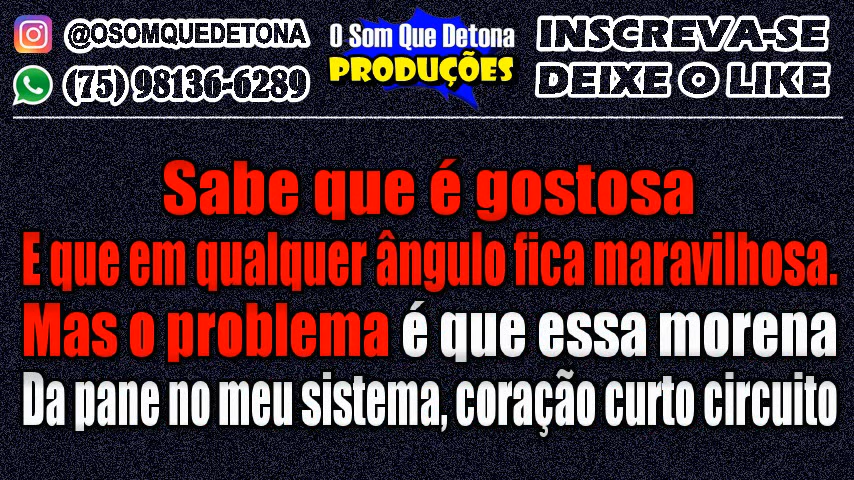 @OSOMQUEDETONA
(75) 98136-6289
O Som Que Detona
PRODUÇÕES
INSCREVA-SE
DEIXE O LIKE
Sabe que é gostosa
E que em qualquer ângulo fica maravilhosa.
Mas o problema é que essa morena
Da pane no meu sistema, coração curto circuito